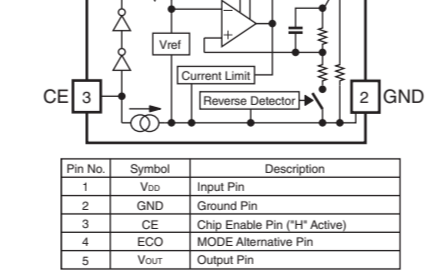 Vref
−
+
Current Limit
CE 3
Reverse Detector
2 GND
Pin No. Symbol Description
1 VDD Input Pin
2 GND Ground Pin
3 CE Chip Enable Pin ("H" Active)
4 ECO MODE Alternative Pin
5 VOUT Output Pin